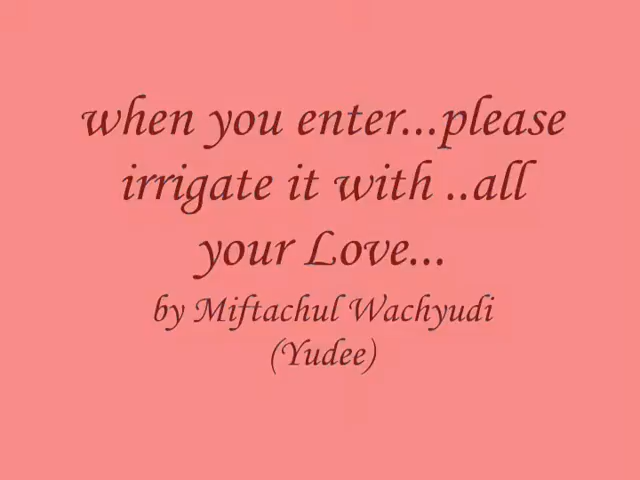 when you enter...please
irrigate it with ..all
your Love...
by Miftachul Wachyudi
(Yudee)